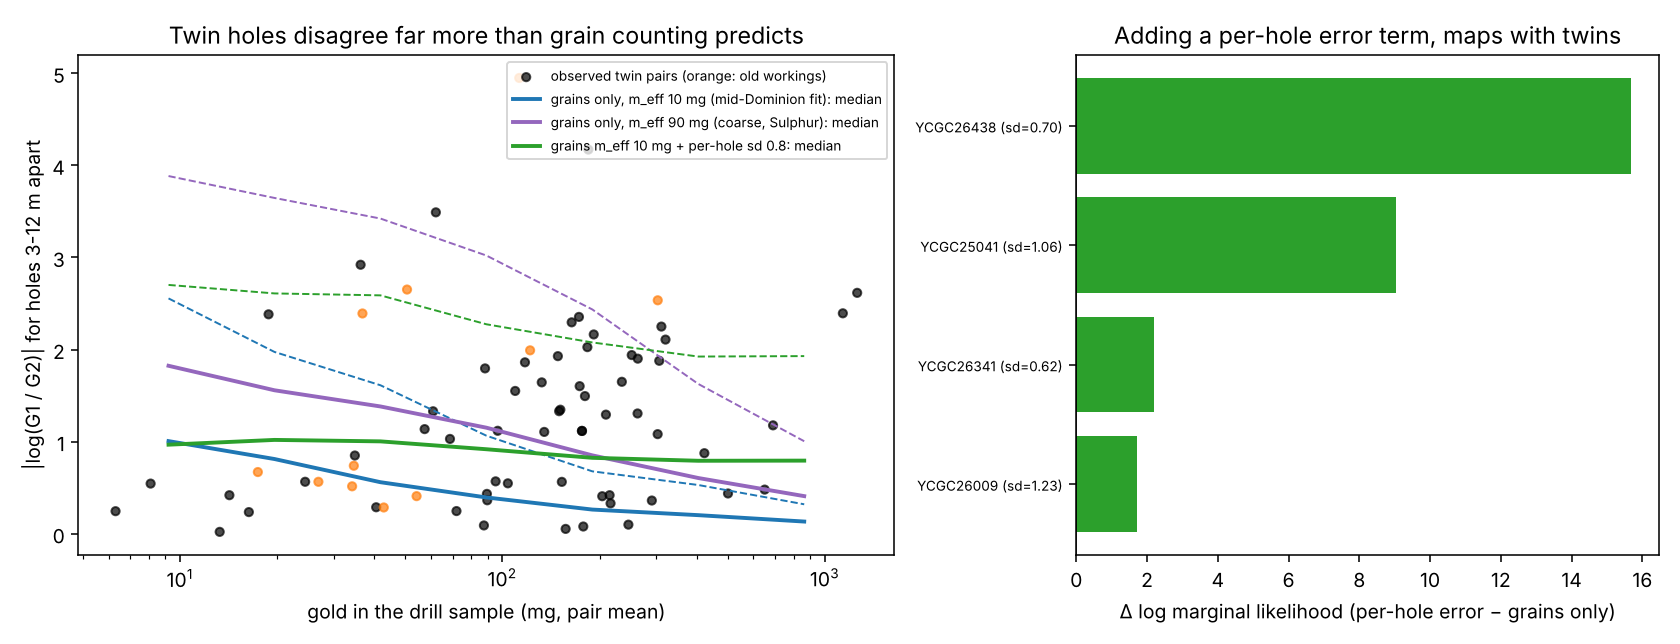 Twin holes disagree far more than grain counting predicts
|log(G1 / G2)| for holes 3-12 m apart
5
4
3
2
1
0
observed twin pairs (orange: old workings)
grains only, m_eff 10 mg (mid-Dominion fit): median
grains only, m_eff 90 mg (coarse, Sulphur): median
grains m_eff 10 mg + per-hole sd 0.8: median
10¹
10²
10³
gold in the drill sample (mg, pair mean)
Adding a per-hole error term, maps with twins
YCGC26438 (sd=0.70)
YCGC25041 (sd=1.06)
YCGC26341 (sd=0.62)
YCGC26009 (sd=1.23)
0
2
4
6
8
10
12
14
16
Δ log marginal likelihood (per-hole error − grains only)